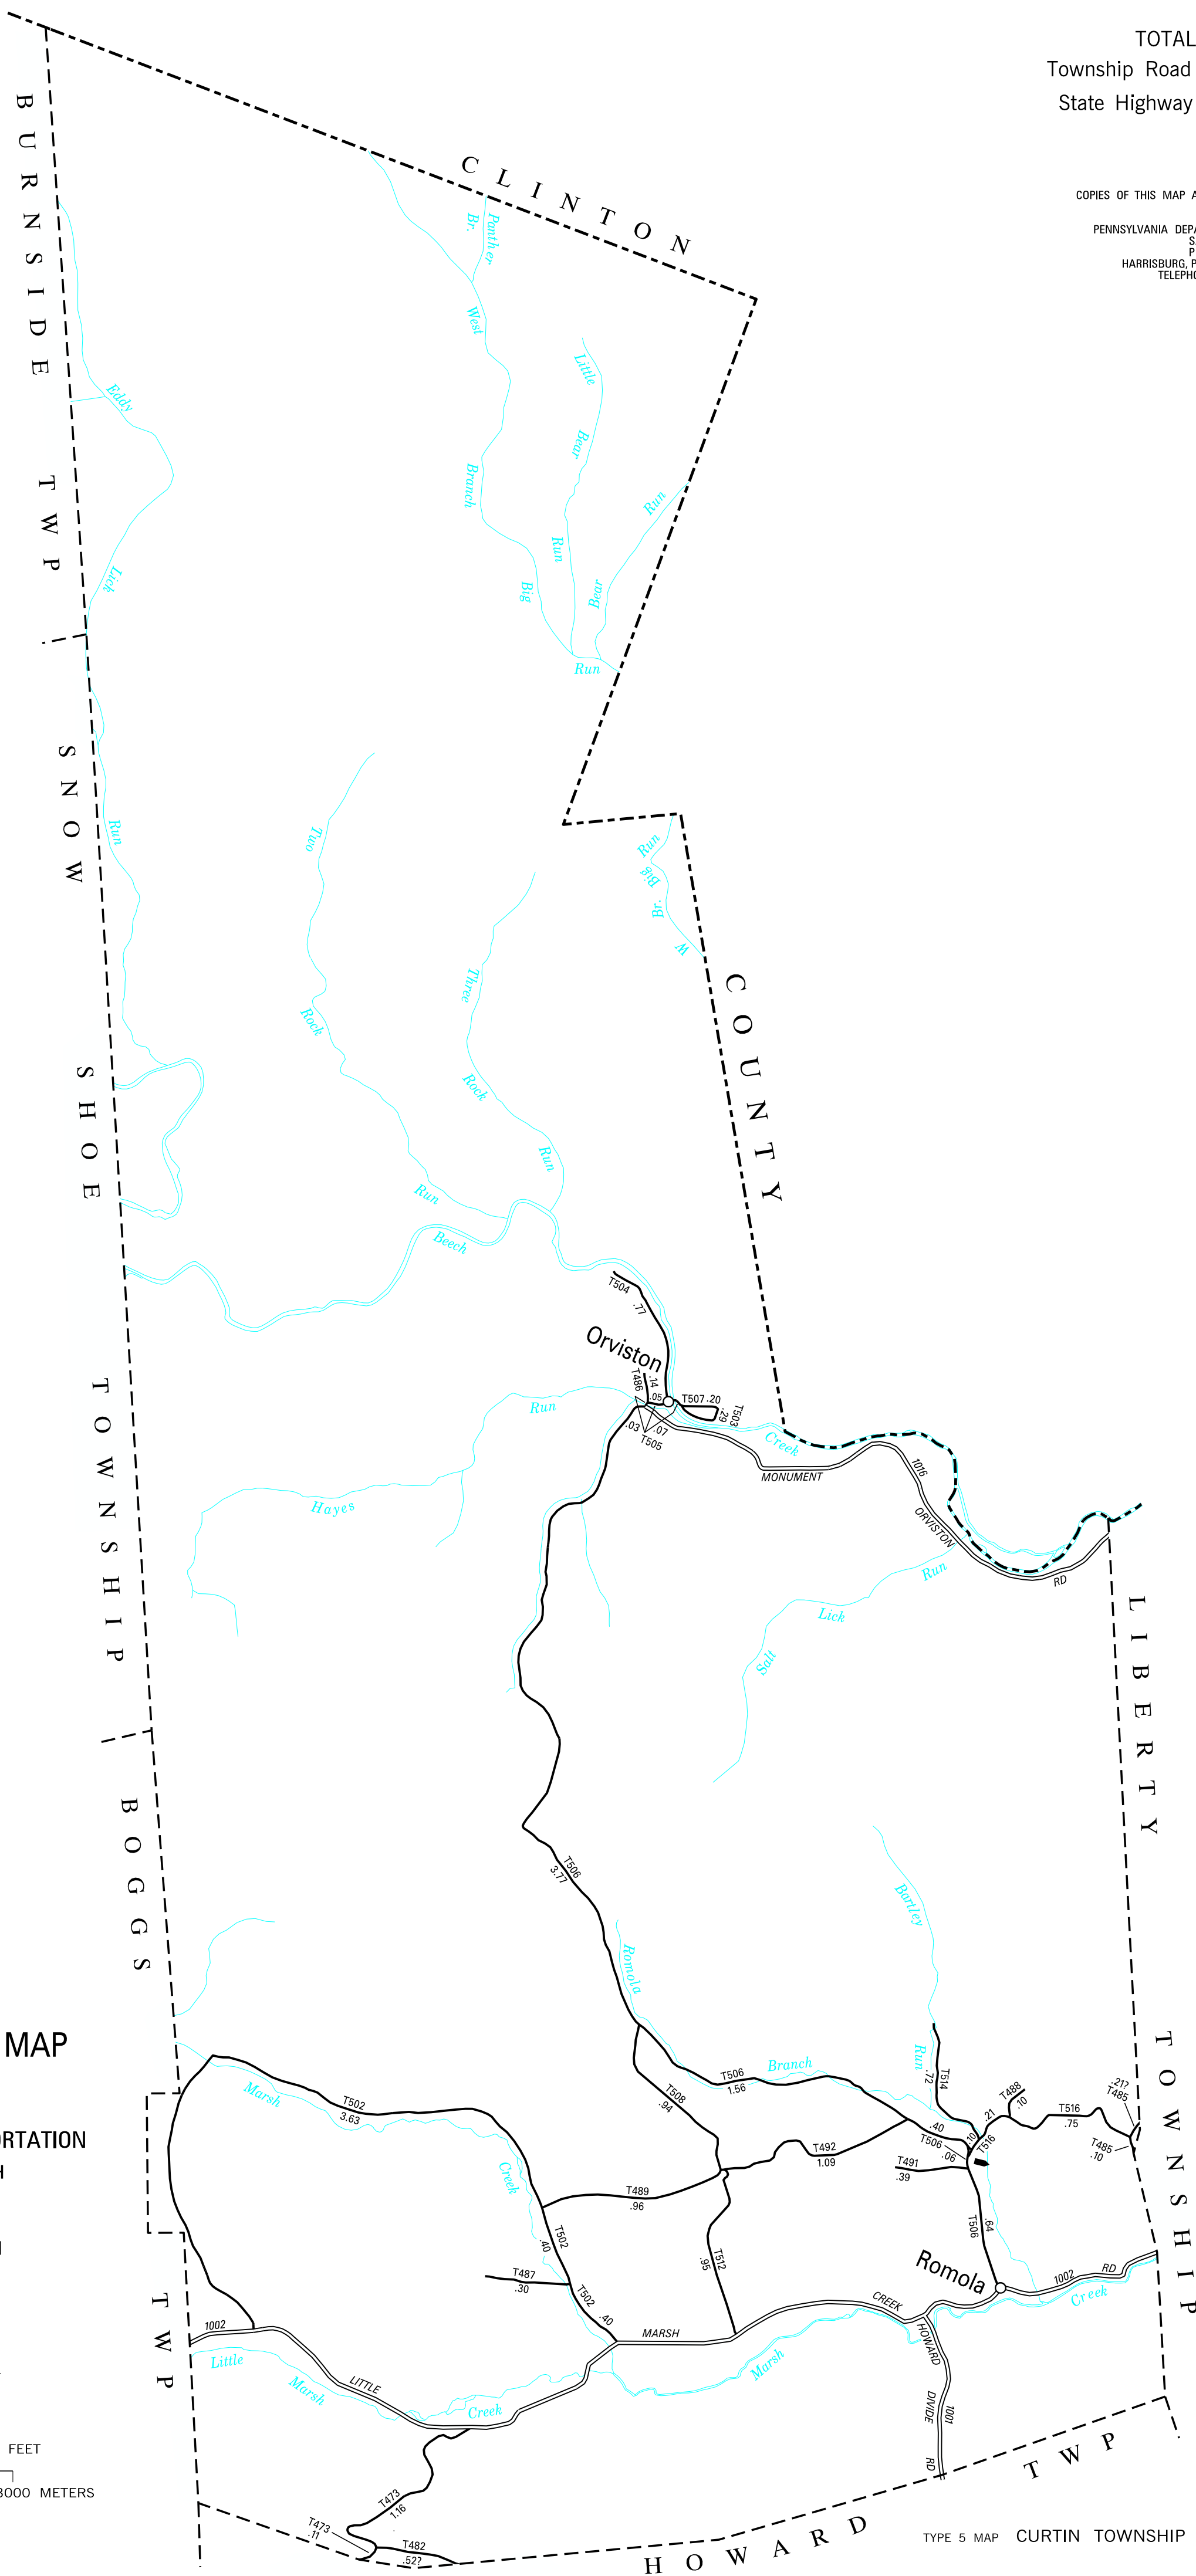 TOTAL
Township Road
State Highway
COPIES OF THIS MAP A
PENNSYLVANIA DEPA
S
P
HARRISBURG, P
TELEPHO
BURNSIDE TWP
CLINTON
COUNTY
SNOW SHOE TOWNSHIP
BOGGS TWP
LIBERTY TOWNSHIP
HOWARD TWP
Panther Br.
West Branch Big Run
Little Bear Run
Bear Run
Eddy Lick Run
W Br. Big Run
Two Rock Run
Three Rock Run
Beech Creek
T504
.77
Orviston
T486
.14
.05
T507 .20
T503
.29
.03
.07
T505
Hayes Run
MONUMENT ORVISTON RD
1016
Salt Lick Run
T506
3.77
Romola Branch
Bartley Run
T506
1.56
T508
.94
T514
.72
T488
.10
.21
T516
.75
.21?
T485
T485
.10
.40
.10
T516
T506
.06
T492
1.09
T491
.39
T506
.64
Marsh Creek
T502
3.63
T489
.96
T502
.40
T512
.95
T487
.30
T502
.40
Romola
1002 RD
Creek
1002
LITTLE MARSH CREEK
Little Marsh Creek
Marsh
HOWARD DIVIDE RD
1001
T473
1.16
T473
.11
T482
.52?
MAP
ORTATION
FEET
3000 METERS
TYPE 5 MAP CURTIN TOWNSHIP